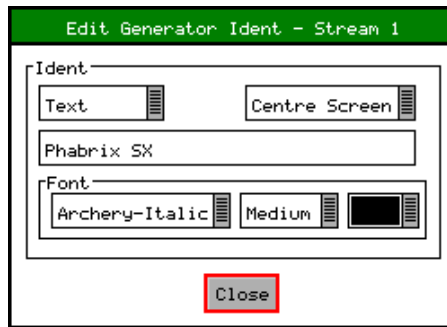 Edit Generator Ident - Stream 1
Ident
Text Centre Screen
Phabrix SX
Font
Archery-Italic Medium
Close